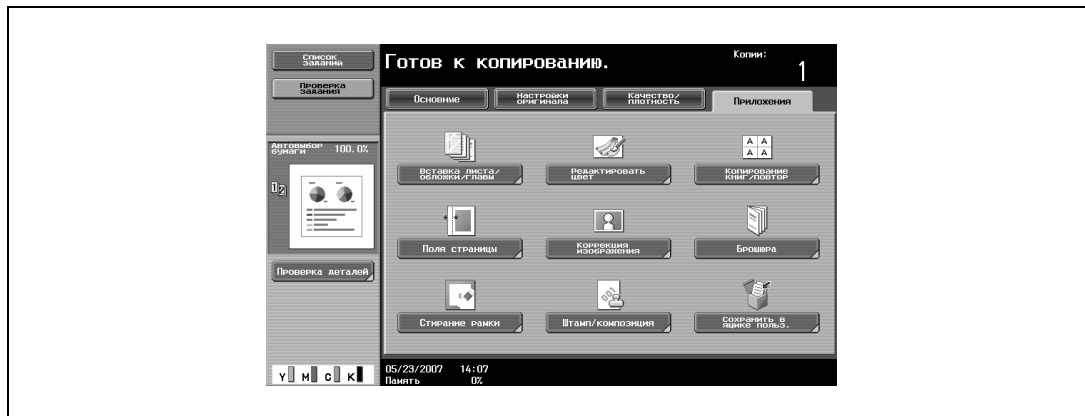 Список
заданий
Готов к копированию.
Копии:
1
Проверка
задания
Основные
Настройки
оригинала
Качество/
плотность
Приложения
Автовыбор
бумаги
100.0%
12
Вставка листа/
обложки/главы
Редактировать
цвет
Копирование
книг/повтор
Поля страницы
Коррекция
изображения
Брошюра
Проверка деталей
Стирание рамки
Штамп/композиция
Сохранить в
ящике польз.
Y M C K
05/23/2007 14:07
Память 0%